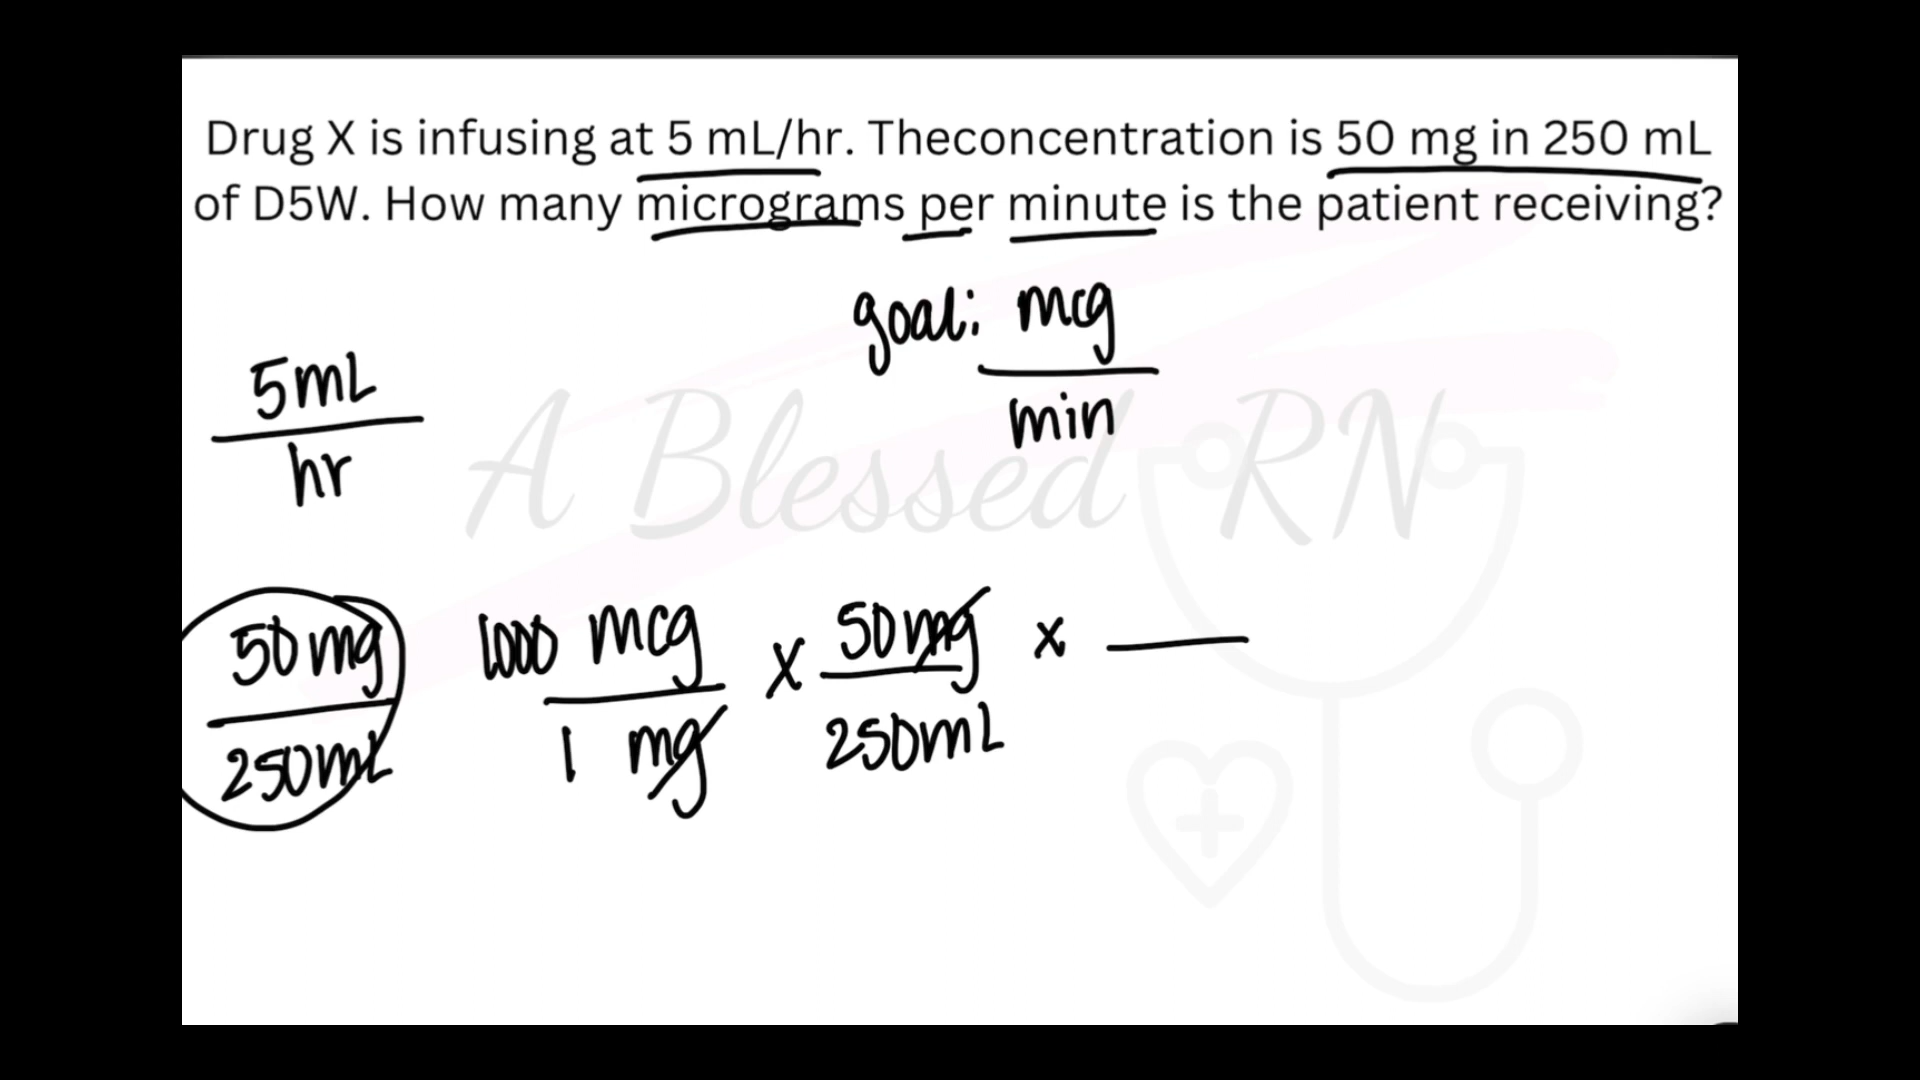 Drug X is infusing at 5 mL/hr. Theconcentration is 50 mg in 250 mL
of D5W. How many micrograms per minute is the patient receiving?
goal: mcg
min
5mL
hr
A Blessed RN
50mg 1000 mcg x 50mg x
250mL 1 mg 250mL